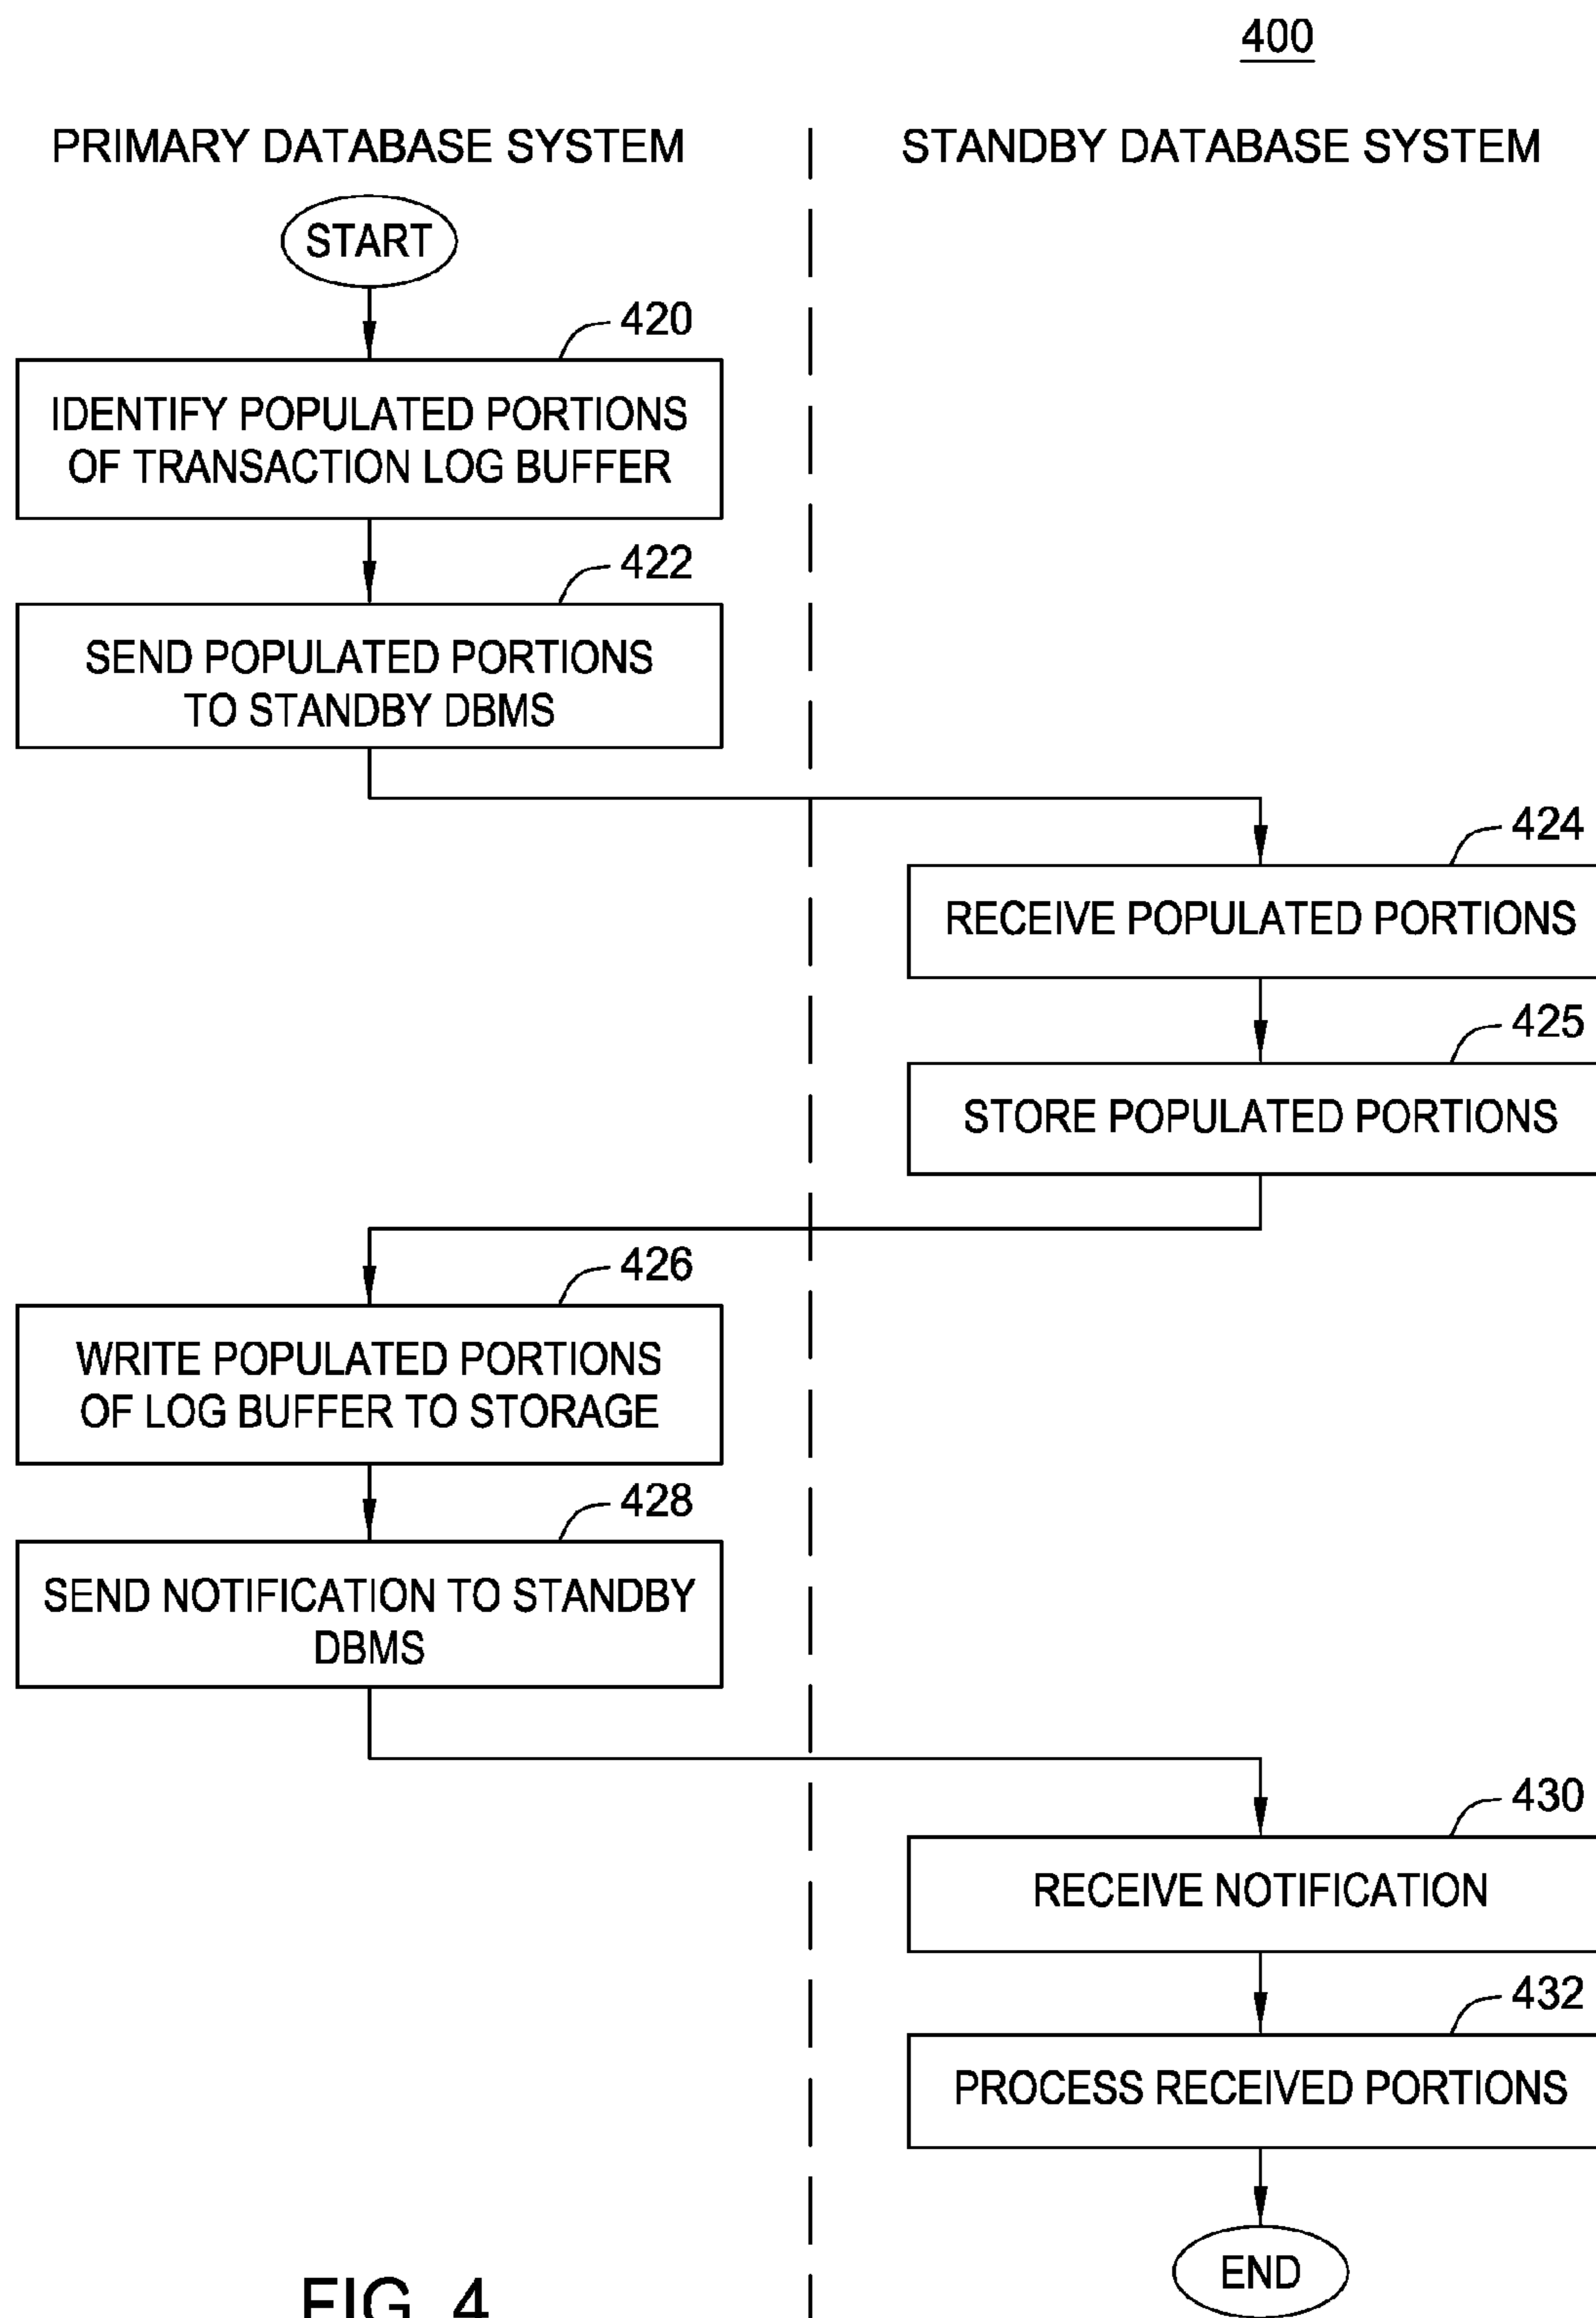 400
PRIMARY DATABASE SYSTEM
STANDBY DATABASE SYSTEM
START
420
IDENTIFY POPULATED PORTIONS
OF TRANSACTION LOG BUFFER
422
SEND POPULATED PORTIONS
TO STANDBY DBMS
424
RECEIVE POPULATED PORTIONS
425
STORE POPULATED PORTIONS
426
WRITE POPULATED PORTIONS
OF LOG BUFFER TO STORAGE
428
SEND NOTIFICATION TO STANDBY
DBMS
430
RECEIVE NOTIFICATION
432
PROCESS RECEIVED PORTIONS
END
FIG. 4